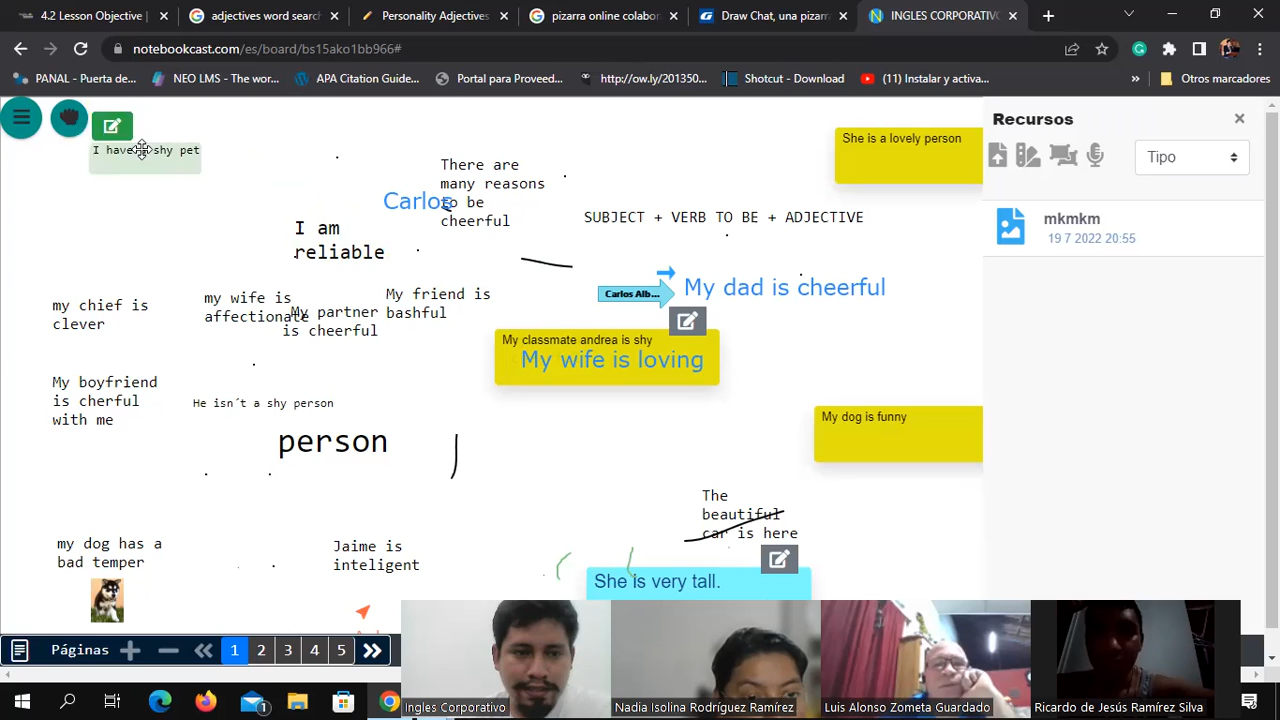 4.2 Lesson Objective
adjectives word search
Personality Adjectives
pizarra online colabor
Draw Chat, una pizarr
INGLES CORPORATIVO
notebookcast.com/es/board/bs15ako1bb966#
PANAL - Puerta de...
NEO LMS - The wor...
APA Citation Guide...
Portal para Proveed...
http://ow.ly/201350...
Shotcut - Download
(11) Instalar y activa...
»
Otros marcadores
I have shy pet
There are
many reasons
to be
cheerful
Carlos
I am
reliable
SUBJECT + VERB TO BE + ADJECTIVE
She is a lovely person
Recursos
Tipo
mkmkm
19 7 2022 20:55
Carlos Alb...
My dad is cheerful
my chief is
clever
my wife is
affectionate
My partner
is cheerful
My friend is
bashful
My classmate andrea is shy
My wife is loving
My boyfriend
is cherful
with me
He isn´t a shy person
person
My dog is funny
The
beautiful
car is here
my dog has a
bad temper
Jaime is
inteligent
She is very tall.
Páginas
1
2
3
4
5
1
Ingles Corporativo
Nadia Isolina Rodríguez Ramírez
Luis Alonso Zometa Guardado
Ricardo de Jesus Ramírez Silva